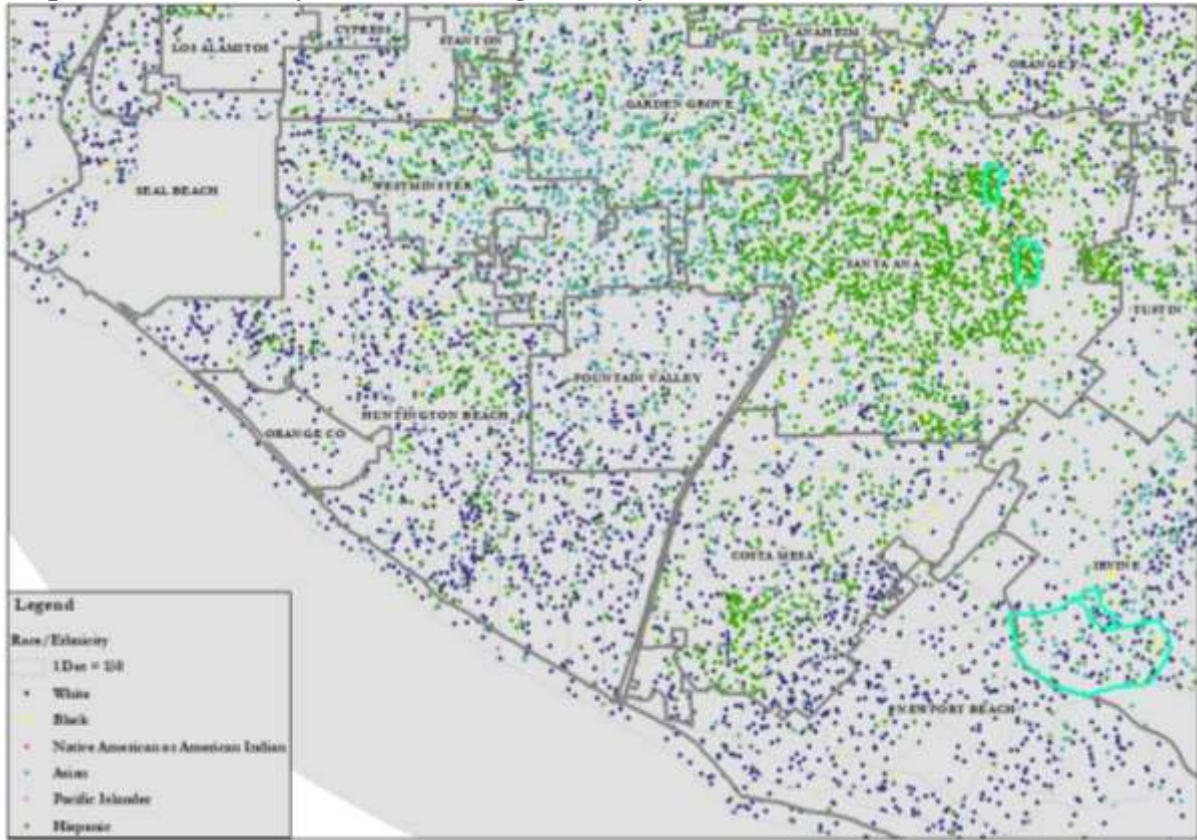 CYPRESS
LOS ALAMITOS
STANTON
ANAHEIM
GARDEN GROVE
SEAL BEACH
WESTMINSTER
SANTA ANA
TUSTIN
FOUNTAIN VALLEY
HUNTINGTON BEACH
ORANGE CO
COSTA MESA
IRVINE
NEWPORT BEACH
Legend
Race/Ethnicity
White
Black
Native American or American Indian
Asian
Pacific Islander
Hispanic